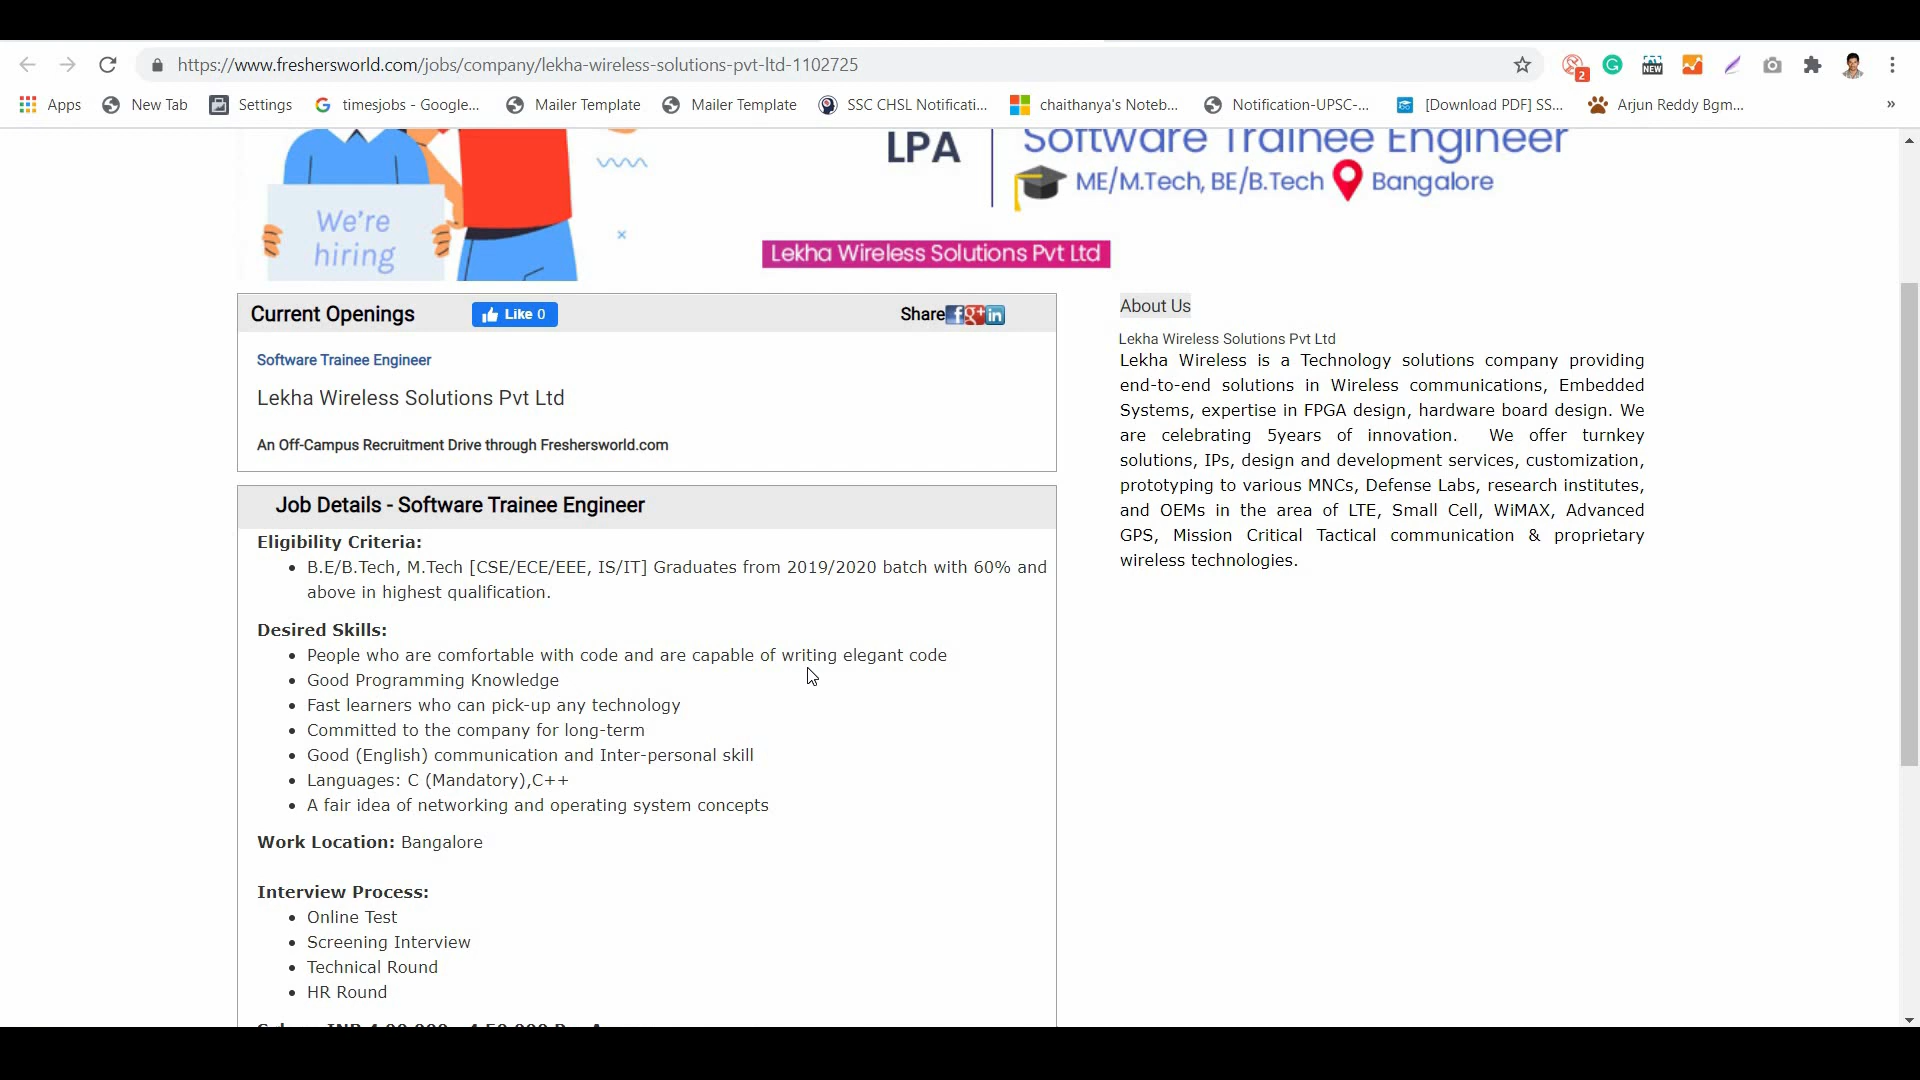 https://www.freshersworld.com/jobs/company/lekha-wireless-solutions-pvt-ltd-1102725
2
NEW
Apps
New Tab
Settings
timesjobs - Google...
Mailer Template
Mailer Template
SSC CHSL Notificati...
chaithanya's Noteb...
Notification-UPSC-...
[Download PDF] SS...
Arjun Reddy Bgm...
»
We're
hiring
LPA
Software Trainee Engineer
ME/M.Tech, BE/B.Tech
Bangalore
Lekha Wireless Solutions Pvt Ltd
Current Openings
Like 0
Share
Software Trainee Engineer
Lekha Wireless Solutions Pvt Ltd
An Off-Campus Recruitment Drive through Freshersworld.com
Job Details - Software Trainee Engineer
Eligibility Criteria:
• B.E/B.Tech, M.Tech [CSE/ECE/EEE, IS/IT] Graduates from 2019/2020 batch with 60% and
above in highest qualification.
Desired Skills:
• People who are comfortable with code and are capable of writing elegant code
• Good Programming Knowledge
• Fast learners who can pick-up any technology
• Committed to the company for long-term
• Good (English) communication and Inter-personal skill
• Languages: C (Mandatory),C++
• A fair idea of networking and operating system concepts
Work Location: Bangalore
Interview Process:
• Online Test
• Screening Interview
• Technical Round
• HR Round
About Us
Lekha Wireless Solutions Pvt Ltd
Lekha Wireless is a Technology solutions company providing
end-to-end solutions in Wireless communications, Embedded
Systems, expertise in FPGA design, hardware board design. We
are celebrating 5years of innovation. We offer turnkey
solutions, IPs, design and development services, customization,
prototyping to various MNCs, Defense Labs, research institutes,
and OEMs in the area of LTE, Small Cell, WiMAX, Advanced
GPS, Mission Critical Tactical communication & proprietary
wireless technologies.